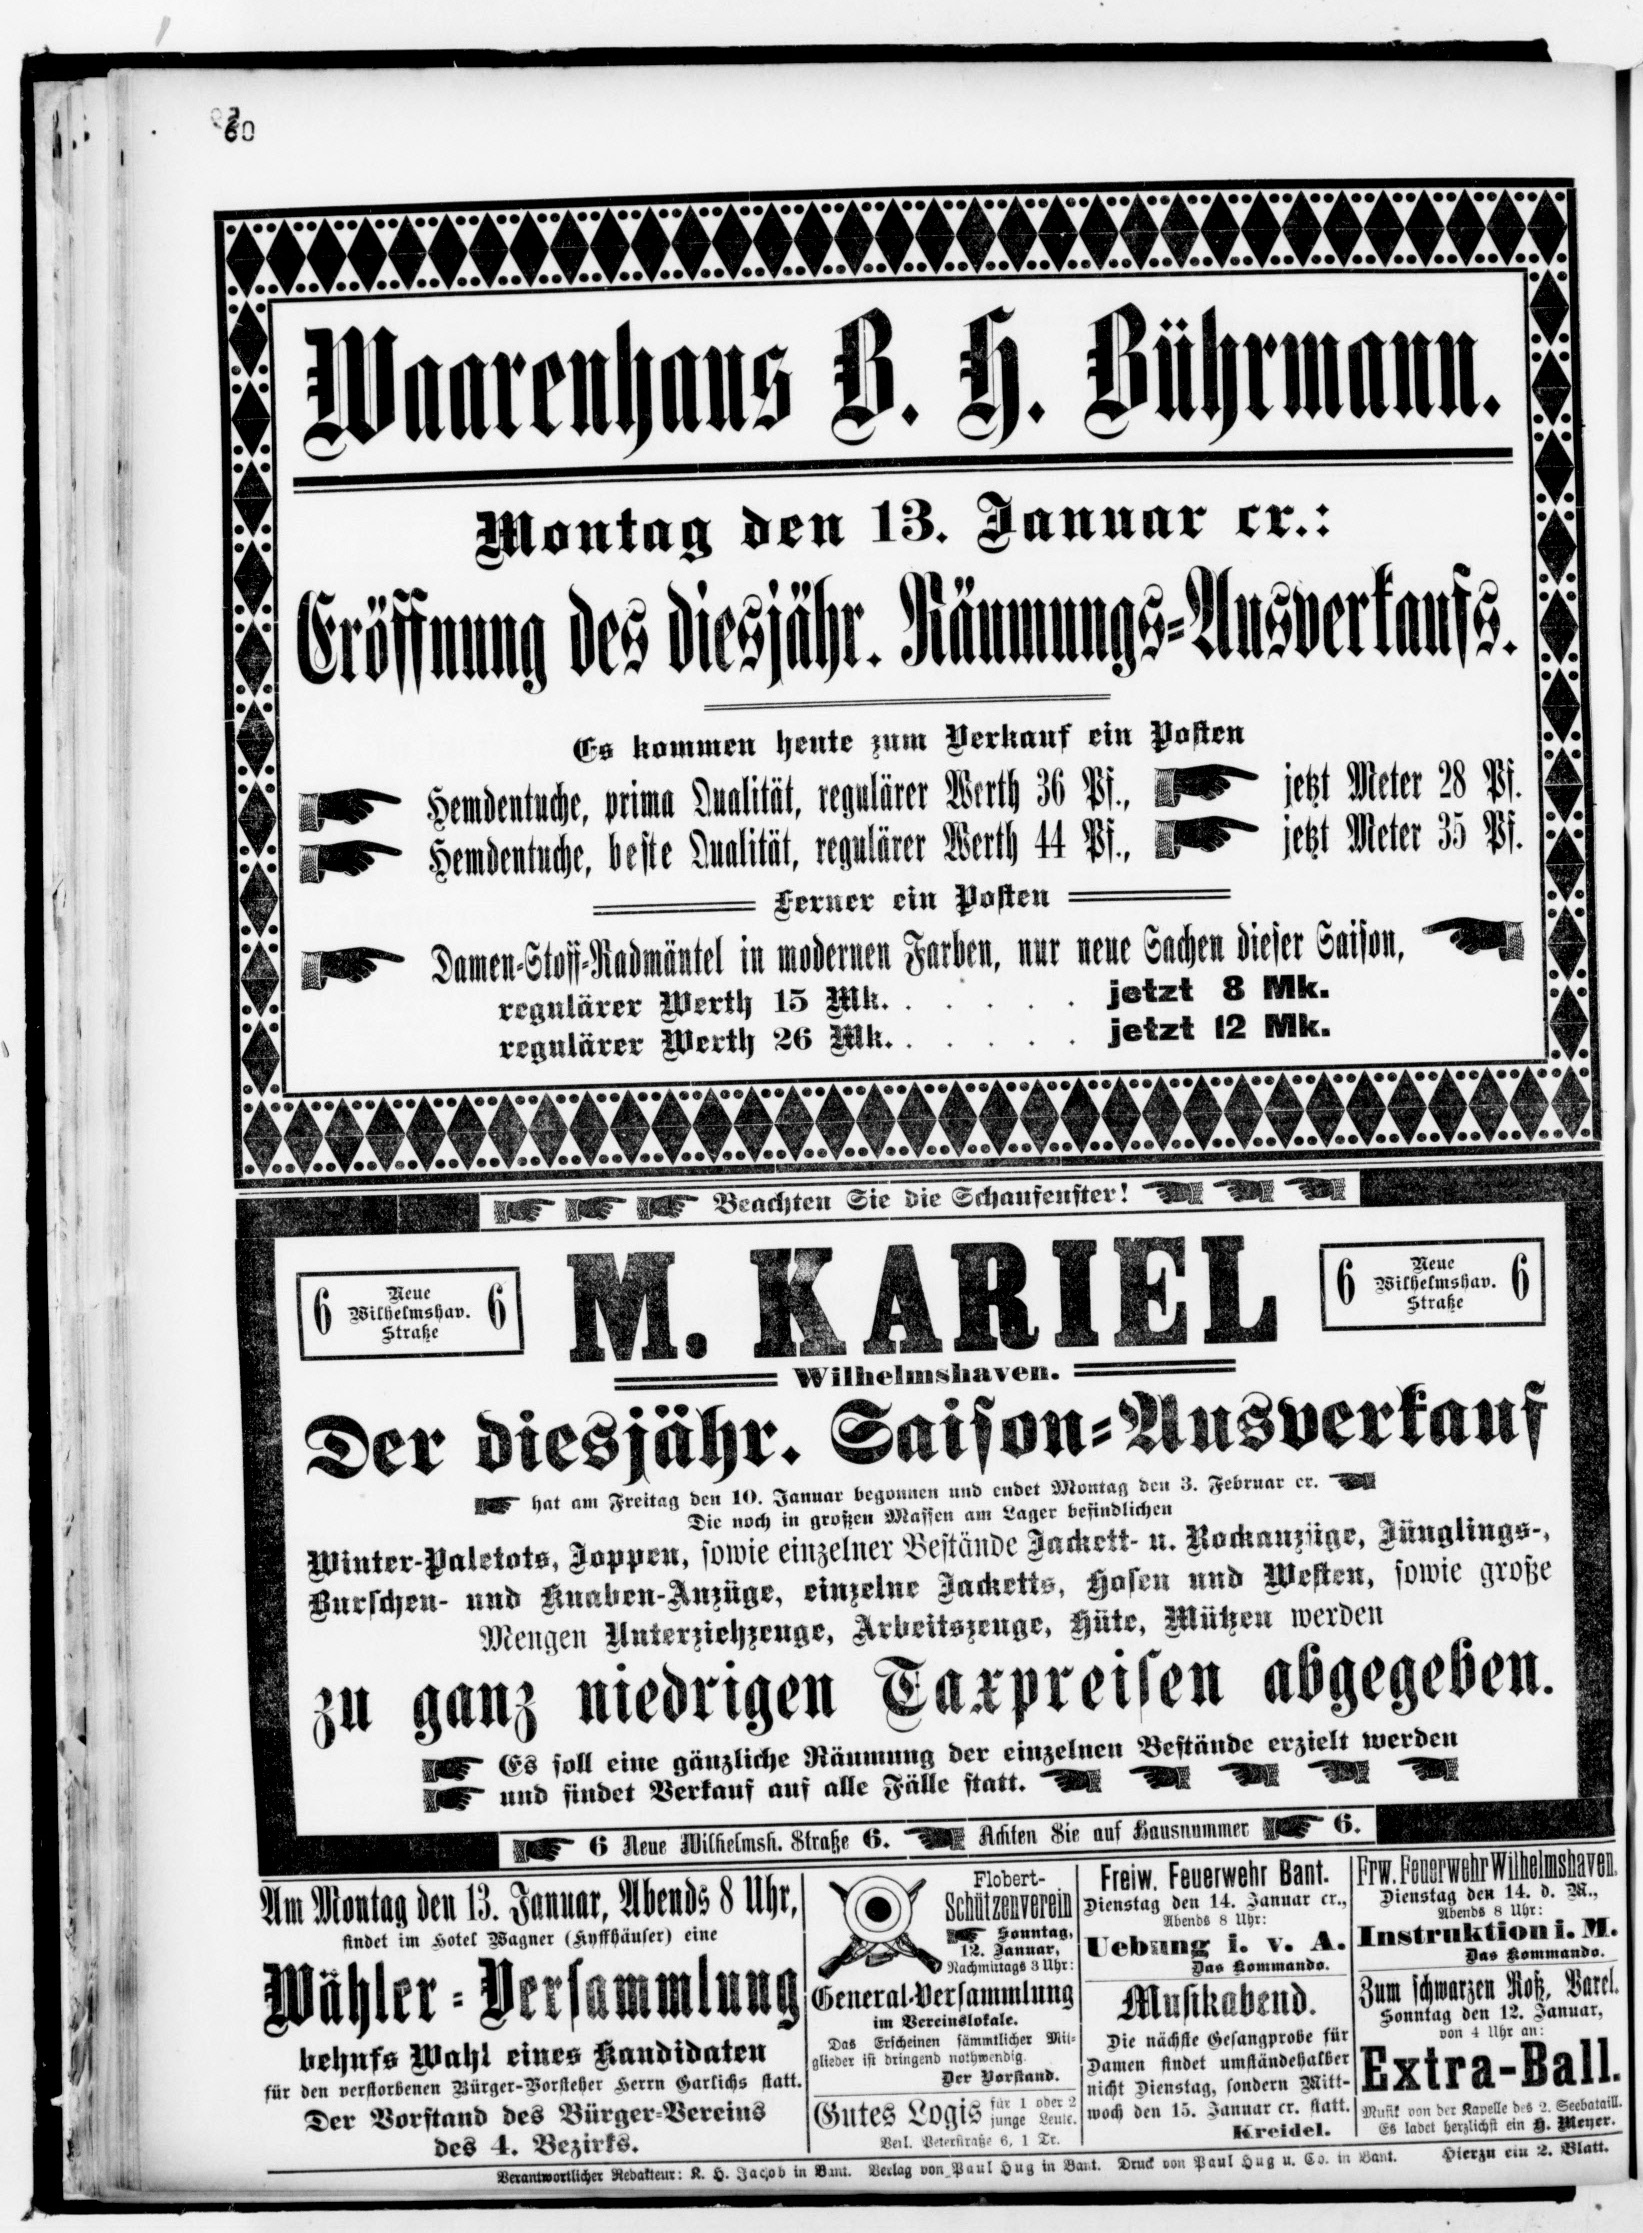 60
Waarenhaus B. H. Bührmann.
Montag den 13. Januar cr.:
Eröffnung des diesjähr. Räumungs-Ausverkaufs.
Es kommen heute zum Verkauf ein Posten
Hemdentuche, prima Qualität, regulärer Werth 36 Pf., jetzt Meter 28 Pf.
Hemdentuche, beste Qualität, regulärer Werth 44 Pf., jetzt Meter 35 Pf.
Ferner ein Posten
Damen-Stoff-Radmäntel in modernen Farben, nur neue Sachen dieser Saison,
regulärer Werth 15 Mk. . . . . . jetzt 8 Mk.
regulärer Werth 26 Mk. . . . . . jetzt 12 Mk.
Beachten Sie die Schaufenster!
6 Neue Wilhelmshav. Straße 6
M. KARIEL
6 Neue Wilhelmshav. Straße 6
Wilhelmshaven.
Der diesjähr. Saison-Ausverkauf
hat am Freitag den 10. Januar begonnen und endet Montag den 3. Februar cr.
Die noch in großen Massen am Lager befindlichen
Winter-Paletots, Joppen, sowie einzelner Bestände Jackett- u. Rockanzüge, Jünglings-,
Burschen- und Knaben-Anzüge, einzelne Jacketts, Hosen und Westen, sowie große
Mengen Unterziehzeuge, Arbeitszeuge, Hüte, Mützen werden
zu ganz niedrigen Taxpreisen abgegeben.
Es soll eine gänzliche Räumung der einzelnen Bestände erzielt werden
und findet Verkauf auf alle Fälle statt.
6 Neue Wilhelmsh. Straße 6. Achten Sie auf Hausnummer 6.
Am Montag den 13. Januar, Abends 8 Uhr,
findet im Hotel Wagner (Kyffhäuser) eine
Wähler-Versammlung
behufs Wahl eines Kandidaten
für den verstorbenen Bürger-Vorsteher Herrn Garlichs statt.
Der Vorstand des Bürger-Vereins
des 4. Bezirks.
Flobert-
Schützenverein
Sonntag,
12. Januar,
Nachmittags 3 Uhr:
General-Versammlung
im Vereinslokale.
Das Erscheinen sämmtlicher Mit-
glieder ist dringend nothwendig.
Der Vorstand.
Gutes Logis für 1 oder 2
junge Leute.
Verl. Peterstraße 6, 1 Tr.
Freiw. Feuerwehr Bant.
Dienstag den 14. Januar cr.,
Abends 8 Uhr:
Uebung i. v. A.
Das Kommando.
Musikabend.
Die nächste Gesangprobe für
Damen findet umständehalber
nicht Dienstag, sondern Mitt-
woch den 15. Januar cr. statt.
Kreidel.
Frw. Feuerwehr Wilhelmshaven.
Dienstag den 14. d. M.,
Abends 8 Uhr:
Instruktion i. M.
Das Kommando.
Zum schwarzen Roß, Varel.
Sonntag den 12. Januar,
von 4 Uhr an:
Extra-Ball.
Musik von der Kapelle des 2. Seebataill.
Es ladet herzlichst ein H. Meyer.
Verantwortlicher Redakteur: K. H. Jacob in Bant. Verlag von Paul Hug in Bant. Druck von Paul Hug u. Co. in Bant. Hierzu ein 2. Blatt.